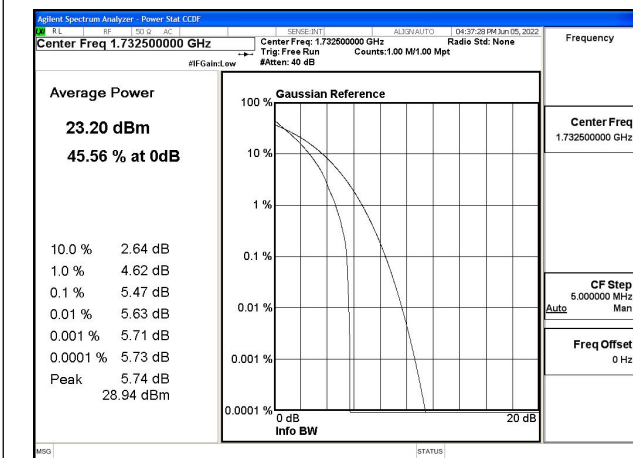 Agilent Spectrum Analyzer - Power Stat CCDF
RL RF 50 Ω AC SENSE:INT ALIGN AUTO 04:37:28 PM Jun 05, 2022
Center Freq 1.732500000 GHz
Center Freq: 1.732500000 GHz Radio Std: None
Trig: Free Run Counts:1.00 M/1.00 Mpt
#IFGain:Low #Atten: 40 dB
Frequency
Average Power
23.20 dBm
45.56 % at 0dB
10.0 % 2.64 dB
1.0 % 4.62 dB
0.1 % 5.47 dB
0.01 % 5.63 dB
0.001 % 5.71 dB
0.0001 % 5.73 dB
Peak 5.74 dB
28.94 dBm
Gaussian Reference
100 %
10 %
1 %
0.1 %
0.01 %
0.001 %
0.0001 %
0 dB 20 dB
Info BW
Center Freq
1.732500000 GHz
CF Step
5.000000 MHz
Auto Man
Freq Offset
0 Hz
MSG STATUS